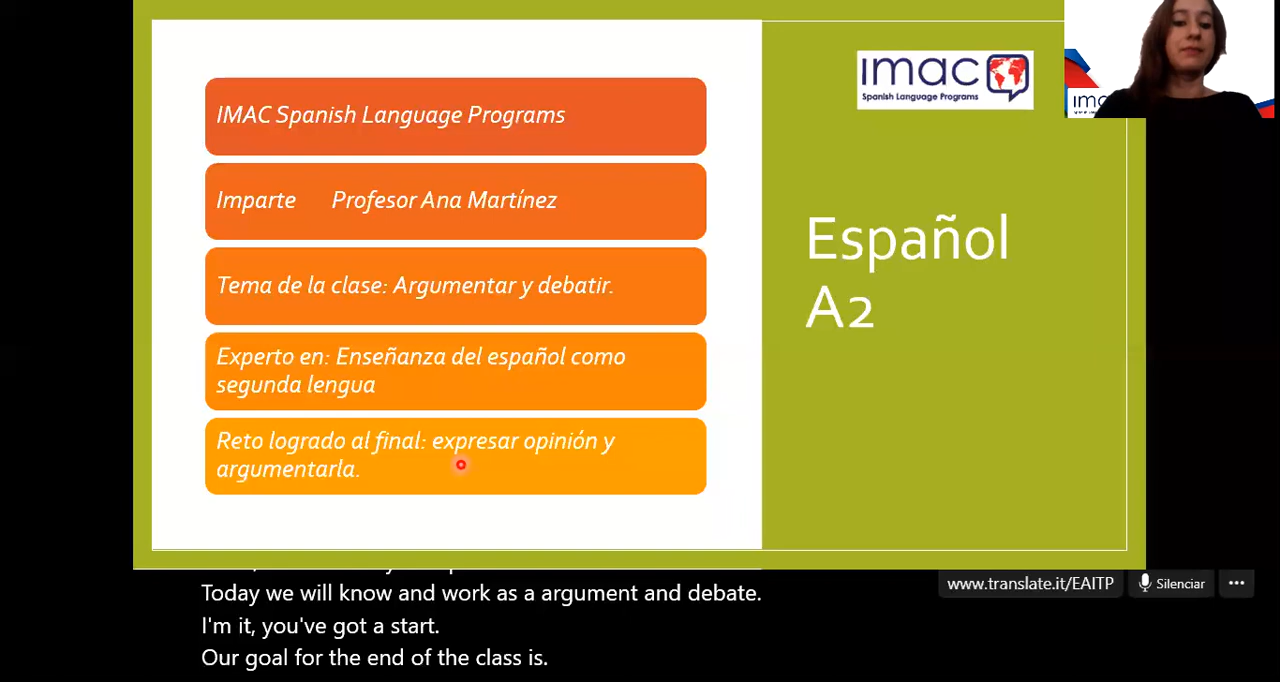 IMAC Spanish Language Programs
Imparte Profesor Ana Martínez
Tema de la clase: Argumentar y debatir.
Experto en: Enseñanza del español como
segunda lengua
Reto logrado al final: expresar opinión y
argumentarla.
imac
Spanish Language Programs
Español
A2
imac
www.translate.it/EAITP
Silenciar
Today we will know and work as a argument and debate.
I'm it, you've got a start.
Our goal for the end of the class is.